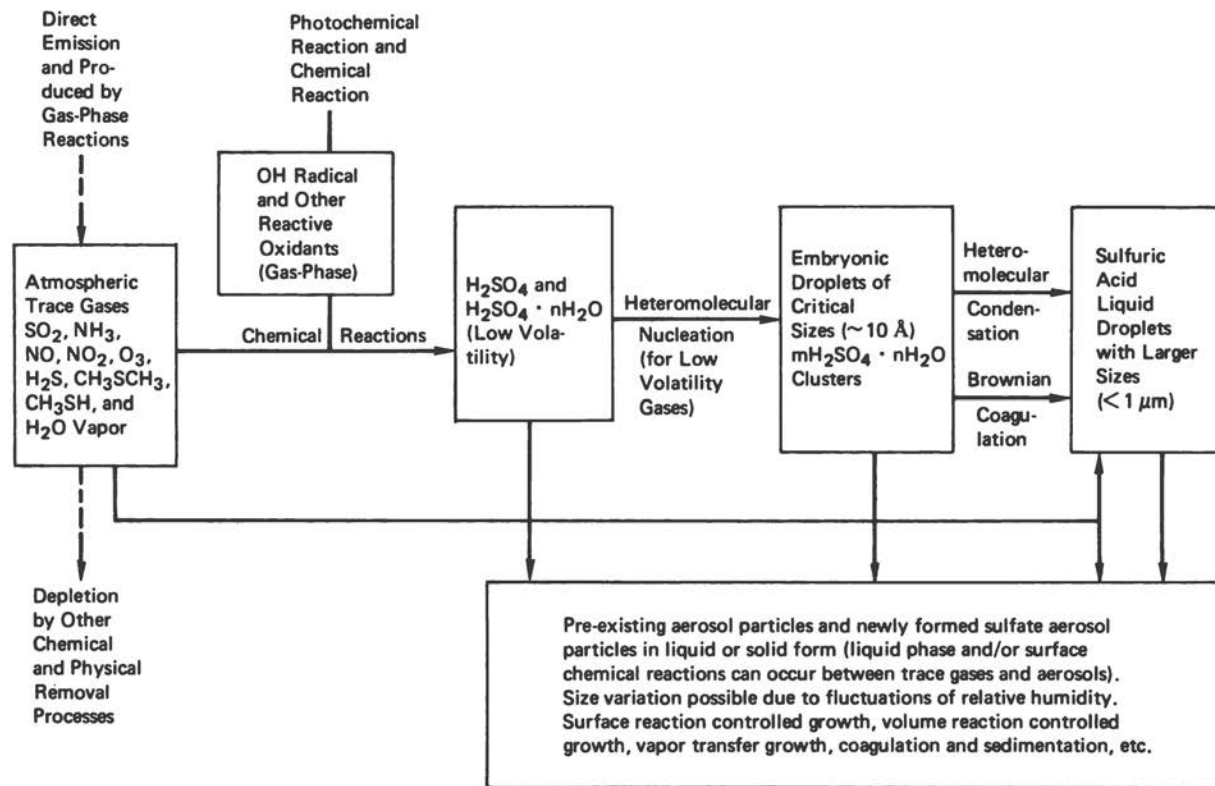 Direct
Emission
and Pro-
duced by
Gas-Phase
Reactions
Photochemical
Reaction and
Chemical
Reaction
OH Radical
and Other
Reactive
Oxidants
(Gas-Phase)
Atmospheric
Trace Gases
SO₂, NH₃,
NO, NO₂, O₃,
H₂S, CH₃SCH₃,
CH₃SH, and
H₂O Vapor
Chemical Reactions
H₂SO₄ and
H₂SO₄ · nH₂O
(Low Vola-
tility)
Heteromolecular
Nucleation
(for Low
Volatility
Gases)
Embryonic
Droplets of
Critical
Sizes (~10 Å)
mH₂SO₄ · nH₂O
Clusters
Hetero-
molecular
Conden-
sation
Brownian
Coagu-
lation
Sulfuric
Acid
Liquid
Droplets
with Larger
Sizes
(< 1 μm)
Depletion
by Other
Chemical
and Physical
Removal
Processes
Pre-existing aerosol particles and newly formed sulfate aerosol
particles in liquid or solid form (liquid phase and/or surface
chemical reactions can occur between trace gases and aerosols).
Size variation possible due to fluctuations of relative humidity.
Surface reaction controlled growth, volume reaction controlled
growth, vapor transfer growth, coagulation and sedimentation, etc.